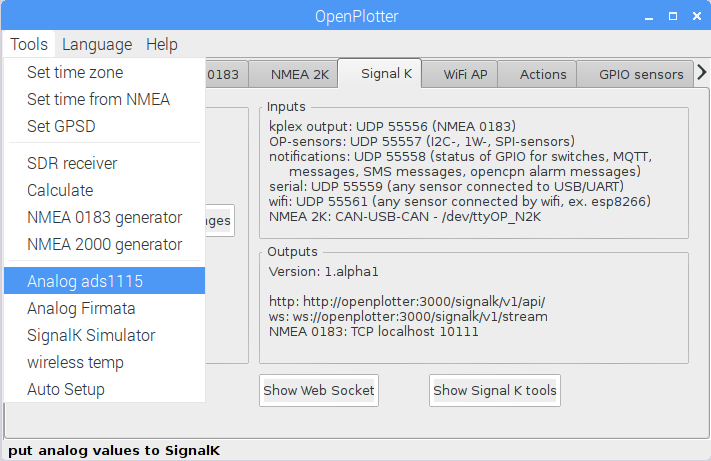 OpenPlotter
Tools Language Help
0183 NMEA 2K Signal K WiFi AP Actions GPIO sensors
Set time zone
Set time from NMEA
Set GPSD
SDR receiver
Calculate
NMEA 0183 generator
NMEA 2000 generator
Analog ads1115
Analog Firmata
SignalK Simulator
wireless temp
Auto Setup
Inputs
kplex output: UDP 55556 (NMEA 0183)
OP-sensors: UDP 55557 (I2C-, 1W-, SPI-sensors)
notifications: UDP 55558 (status of GPIO for switches, MQTT,
messages, SMS messages, opencpn alarm messages)
serial: UDP 55559 (any sensor connected to USB/UART)
wifi: UDP 55561 (any sensor connected by wifi, ex. esp8266)
NMEA 2K: CAN-USB-CAN - /dev/ttyOP_N2K
Outputs
Version: 1.alpha1
http: http://openplotter:3000/signalk/v1/api/
ws: ws://openplotter:3000/signalk/v1/stream
NMEA 0183: TCP localhost 10111
Show Web Socket Show Signal K tools
put analog values to SignalK